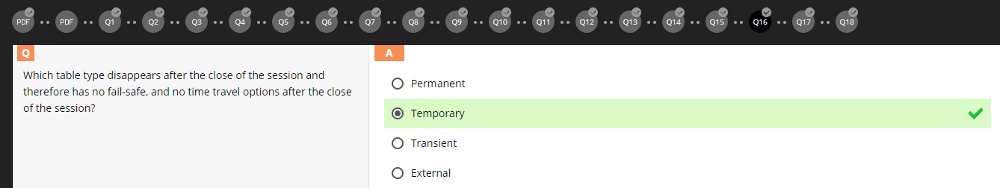 PDF PDF Q1 Q2 Q3 Q4 Q5 Q6 Q7 Q8 Q9 Q10 Q11 Q12 Q13 Q14 Q15 Q16 Q17 Q18
Q
Which table type disappears after the close of the session and
therefore has no fail-safe, and no time travel options after the close
of the session?
A
Permanent
Temporary
Transient
External